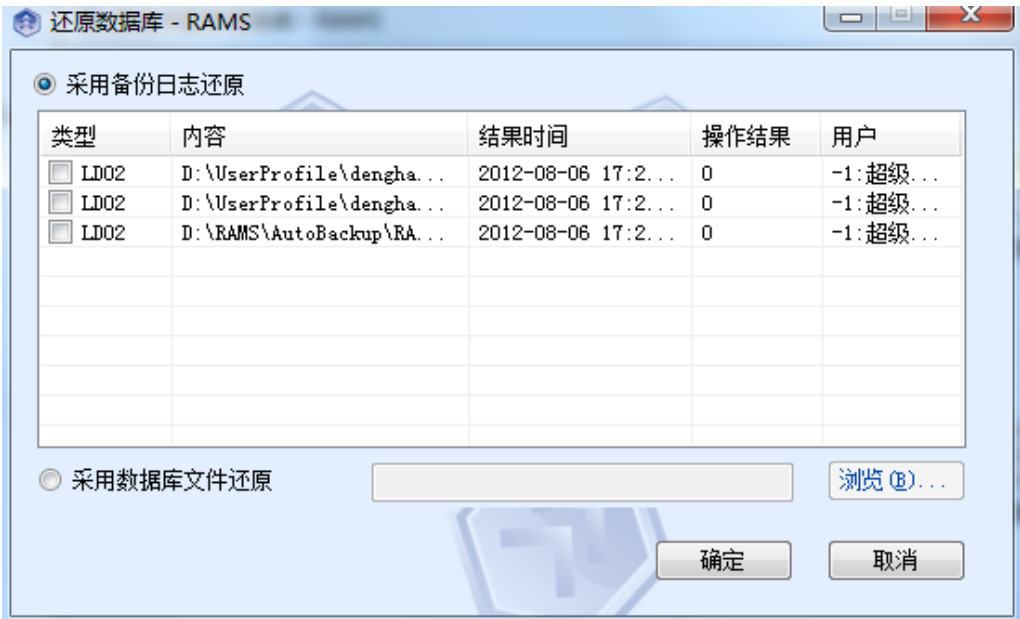 还原数据库 - RAMS
采用备份日志还原
类型 内容 结果时间 操作结果 用户
LD02 D:\UserProfile\dengha... 2012-08-06 17:2... 0 -1:超级...
LD02 D:\UserProfile\dengha... 2012-08-06 17:2... 0 -1:超级...
LD02 D:\RAMS\AutoBackup\RA... 2012-08-06 17:2... 0 -1:超级...
采用数据库文件还原 浏览(B)...
确定 取消